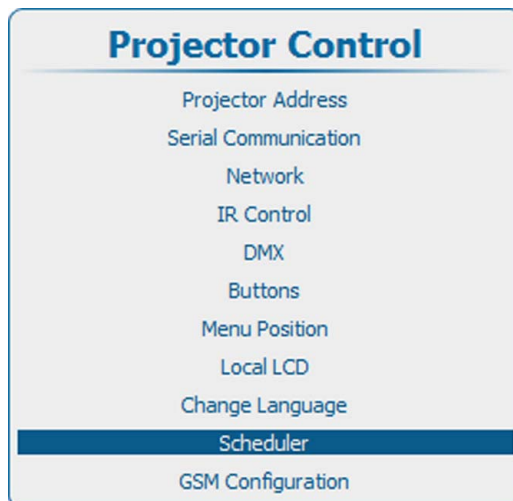 Projector Control
Projector Address
Serial Communication
Network
IR Control
DMX
Buttons
Menu Position
Local LCD
Change Language
Scheduler
GSM Configuration